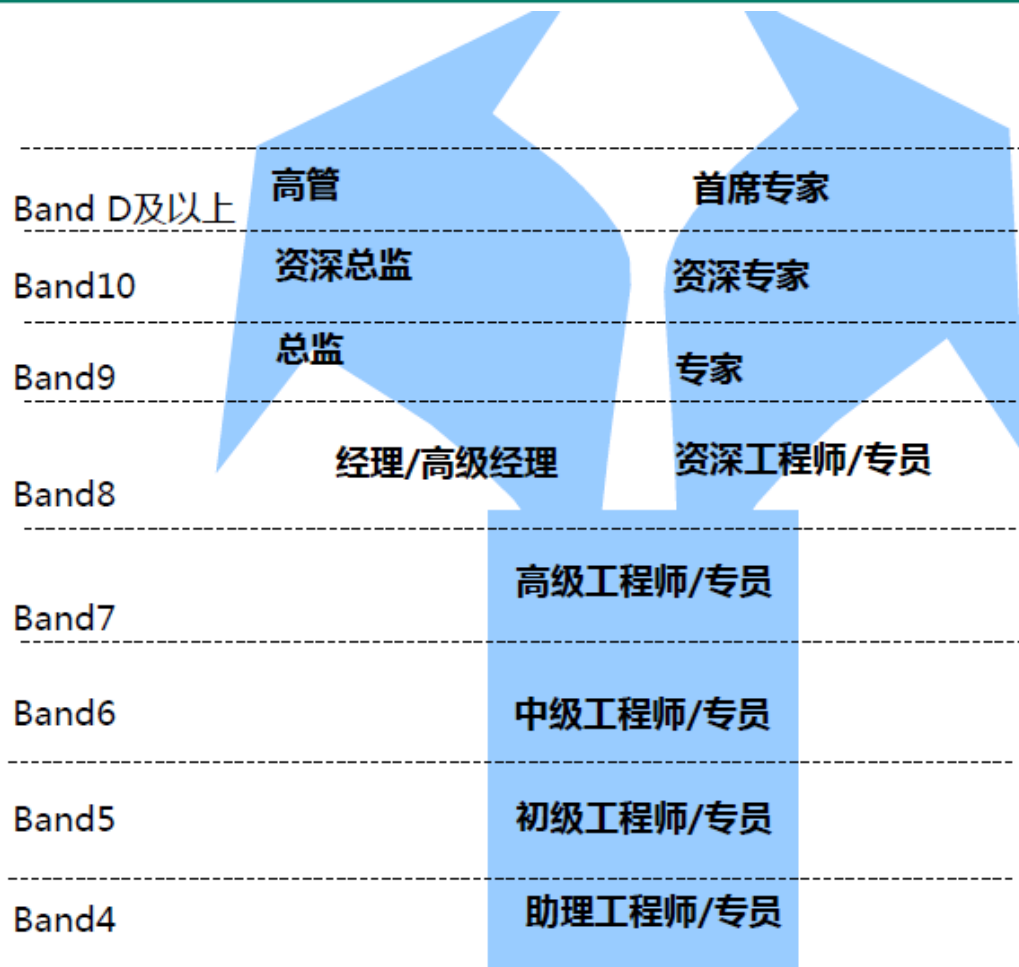 Band D及以上 高管 首席专家
Band10 资深总监 资深专家
Band9 总监 专家
Band8 经理/高级经理 资深工程师/专员
Band7 高级工程师/专员
Band6 中级工程师/专员
Band5 初级工程师/专员
Band4 助理工程师/专员